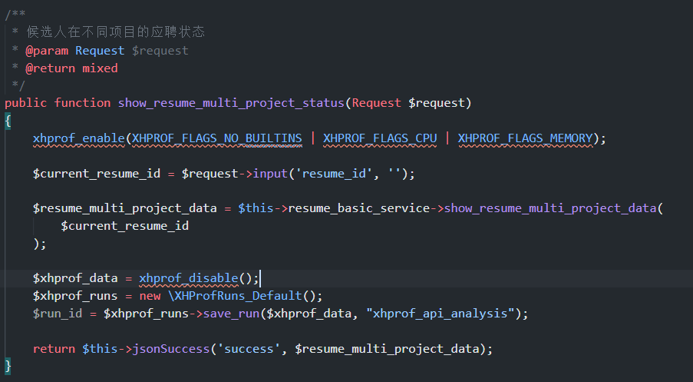 /**
 * 候选人在不同项目的应聘状态
 * @param Request $request
 * @return mixed
 */
public function show_resume_multi_project_status(Request $request)
{
    xhprof_enable(XHPROF_FLAGS_NO_BUILTINS | XHPROF_FLAGS_CPU | XHPROF_FLAGS_MEMORY);
    $current_resume_id = $request->input('resume_id', '');
    $resume_multi_project_data = $this->resume_basic_service->show_resume_multi_project_data(
        $current_resume_id
    );
    $xhprof_data = xhprof_disable();
    $xhprof_runs = new \XHProfRuns_Default();
    $run_id = $xhprof_runs->save_run($xhprof_data, "xhprof_api_analysis");
    return $this->jsonSuccess('success', $resume_multi_project_data);
}